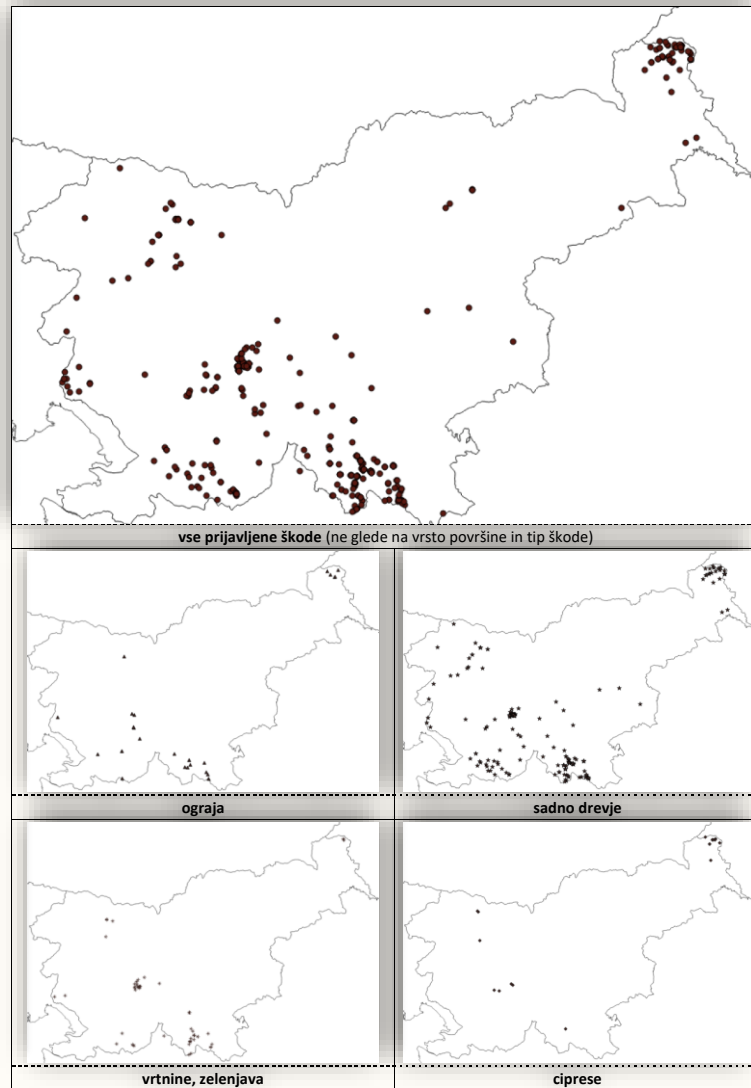 vse prijavljene škode (ne glede na vrsto površine in tip škode)
ograja
sadno drevje
vrtnine, zelenjava
ciprese